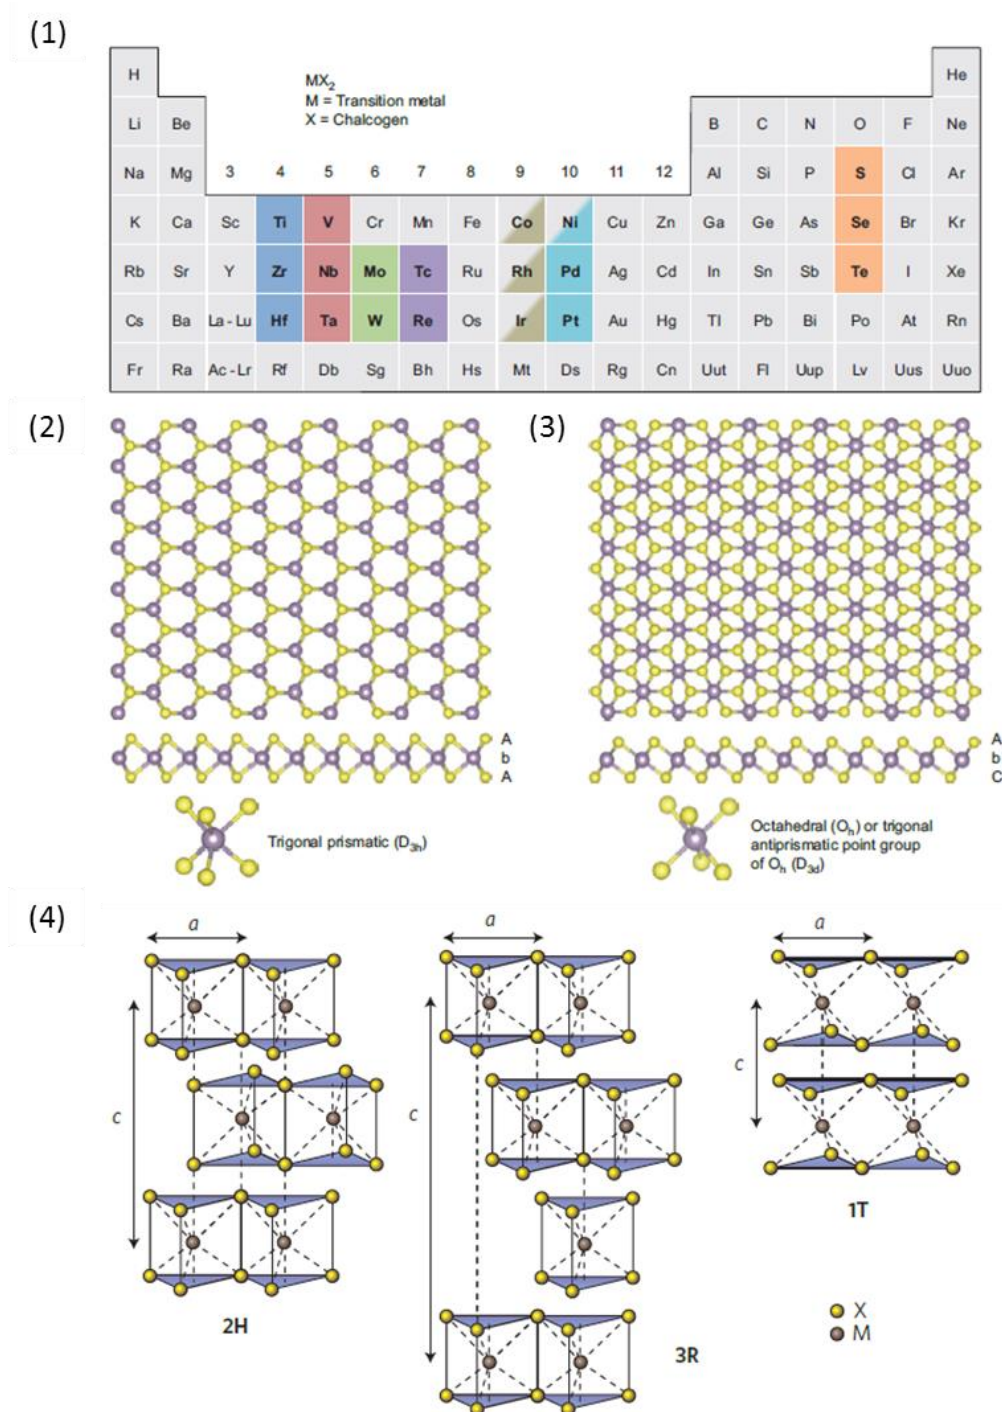 (1)
MX2
M = Transition metal
X = Chalcogen
H He
Li Be B C N O F Ne
Na Mg 3 4 5 6 7 8 9 10 11 12 Al Si P S Cl Ar
K Ca Sc Ti V Cr Mn Fe Co Ni Cu Zn Ga Ge As Se Br Kr
Rb Sr Y Zr Nb Mo Tc Ru Rh Pd Ag Cd In Sn Sb Te I Xe
Cs Ba La - Lu Hf Ta W Re Os Ir Pt Au Hg Tl Pb Bi Po At Rn
Fr Ra Ac - Lr Rf Db Sg Bh Hs Mt Ds Rg Cn Uut Fl Uup Lv Uus Uuo
(2)
A
b
A
Trigonal prismatic (D3h)
(3)
A
b
C
Octahedral (Oh) or trigonal
antiprismatic point group
of Oh (D3d)
(4)
a
c
2H
a
c
3R
a
c
1T
X
M